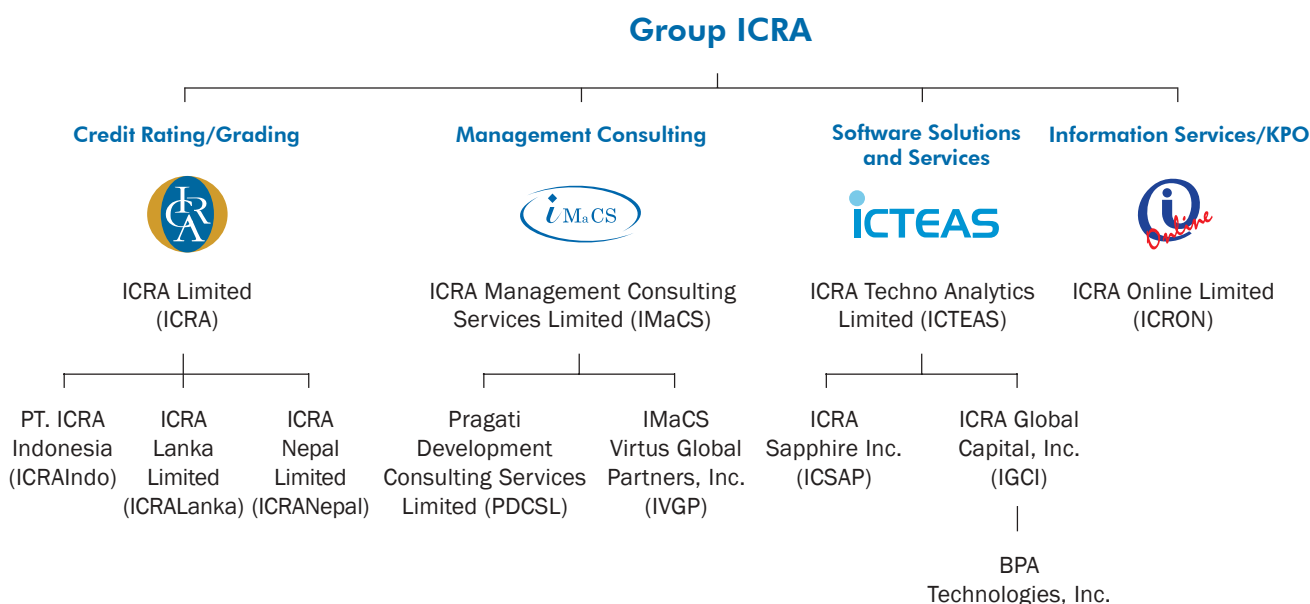 Group ICRA
Credit Rating/Grading
Management Consulting
Software Solutions
and Services
Information Services/KPO
ICRA
iMaCS
iCTEAS
i Online
ICRA Limited
(ICRA)
ICRA Management Consulting
Services Limited (IMaCS)
ICRA Techno Analytics
Limited (ICTEAS)
ICRA Online Limited
(ICRON)
PT. ICRA
Indonesia
(ICRAIndo)
ICRA
Lanka
Limited
(ICRALanka)
ICRA
Nepal
Limited
(ICRANepal)
Pragati
Development
Consulting Services
Limited (PDCSL)
IMaCS
Virtus Global
Partners, Inc.
(IVGP)
ICRA
Sapphire Inc.
(ICSAP)
ICRA Global
Capital, Inc.
(IGCI)
BPA
Technologies, Inc.